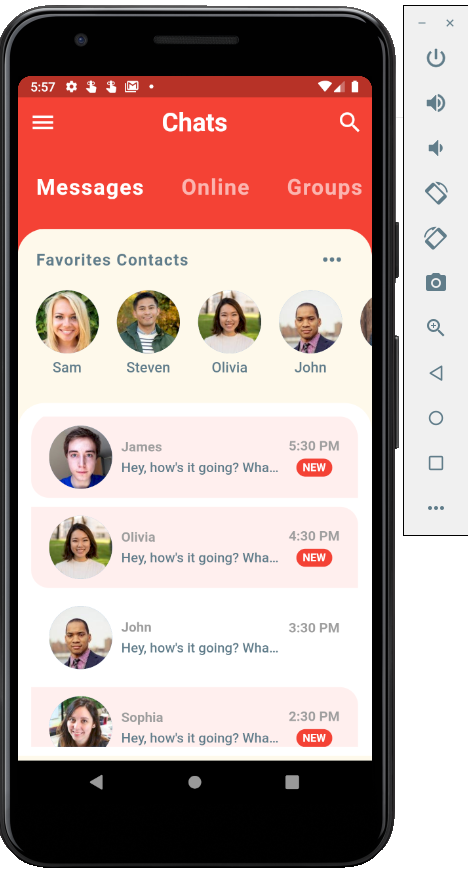 5:57
Chats
Messages Online Groups
Favorites Contacts
Sam Steven Olivia John
James 5:30 PM
Hey, how's it going? Wha... NEW
Olivia 4:30 PM
Hey, how's it going? Wha... NEW
John 3:30 PM
Hey, how's it going? Wha...
Sophia 2:30 PM
Hey, how's it going? Wha... NEW